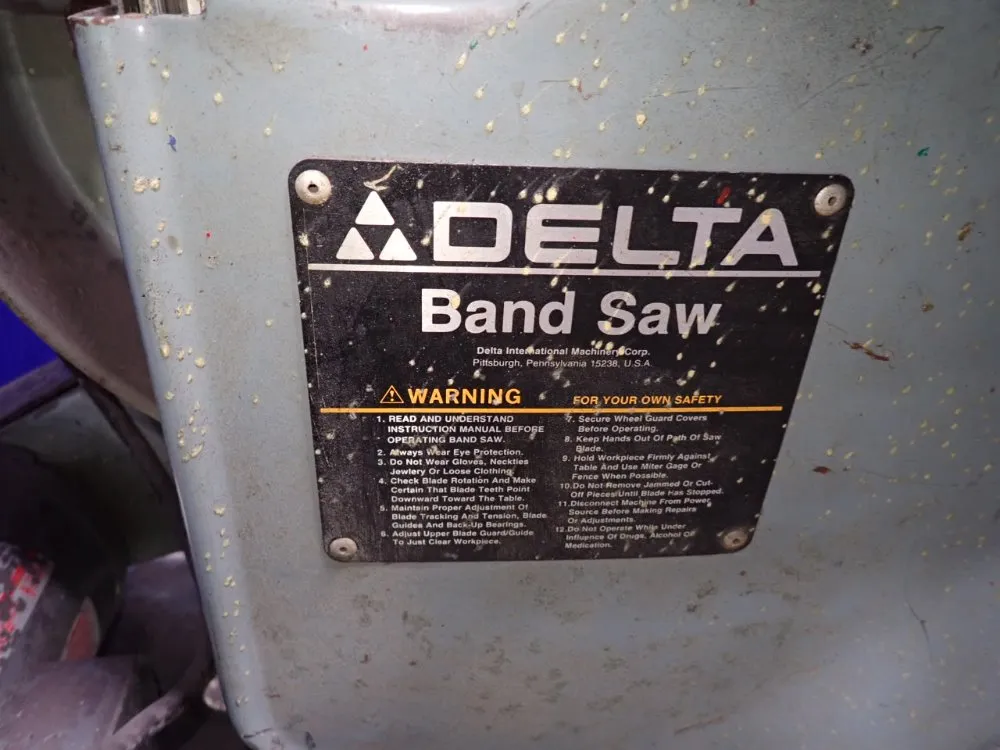 DELTA
Band Saw
Delta International Machinery Corp.
Pittsburgh, Pennsylvania 15238, U.S.A.
WARNING
FOR YOUR OWN SAFETY
1. READ AND UNDERSTAND
INSTRUCTION MANUAL BEFORE
OPERATING BAND SAW.
2. Always Wear Eye Protection.
3. Do Not Wear Gloves, Neckties
Jewelry Or Loose Clothing.
4. Check Blade Rotation And Make
Certain That Blade Teeth Point
Downward Toward The Table.
5. Maintain Proper Adjustment Of
Blade Tracking And Tension, Blade
Guides And Back-Up Bearings.
6. Adjust Upper Blade Guard/Guide
To Just Clear Workpiece.
7. Secure Wheel Guard Covers
Before Operating.
8. Keep Hands Out Of Path Of Saw
Blade.
9. Hold Workpiece Firmly Against
Table And Use Miter Gage Or
Fence When Possible.
10. Do Not Remove Jammed Or Cut-
Off Pieces Until Blade Has Stopped.
11. Disconnect Machine From Power
Source Before Making Repairs
Or Adjustments.
12. Do Not Operate While Under
Influence Of Drugs, Alcohol Or
Medication.